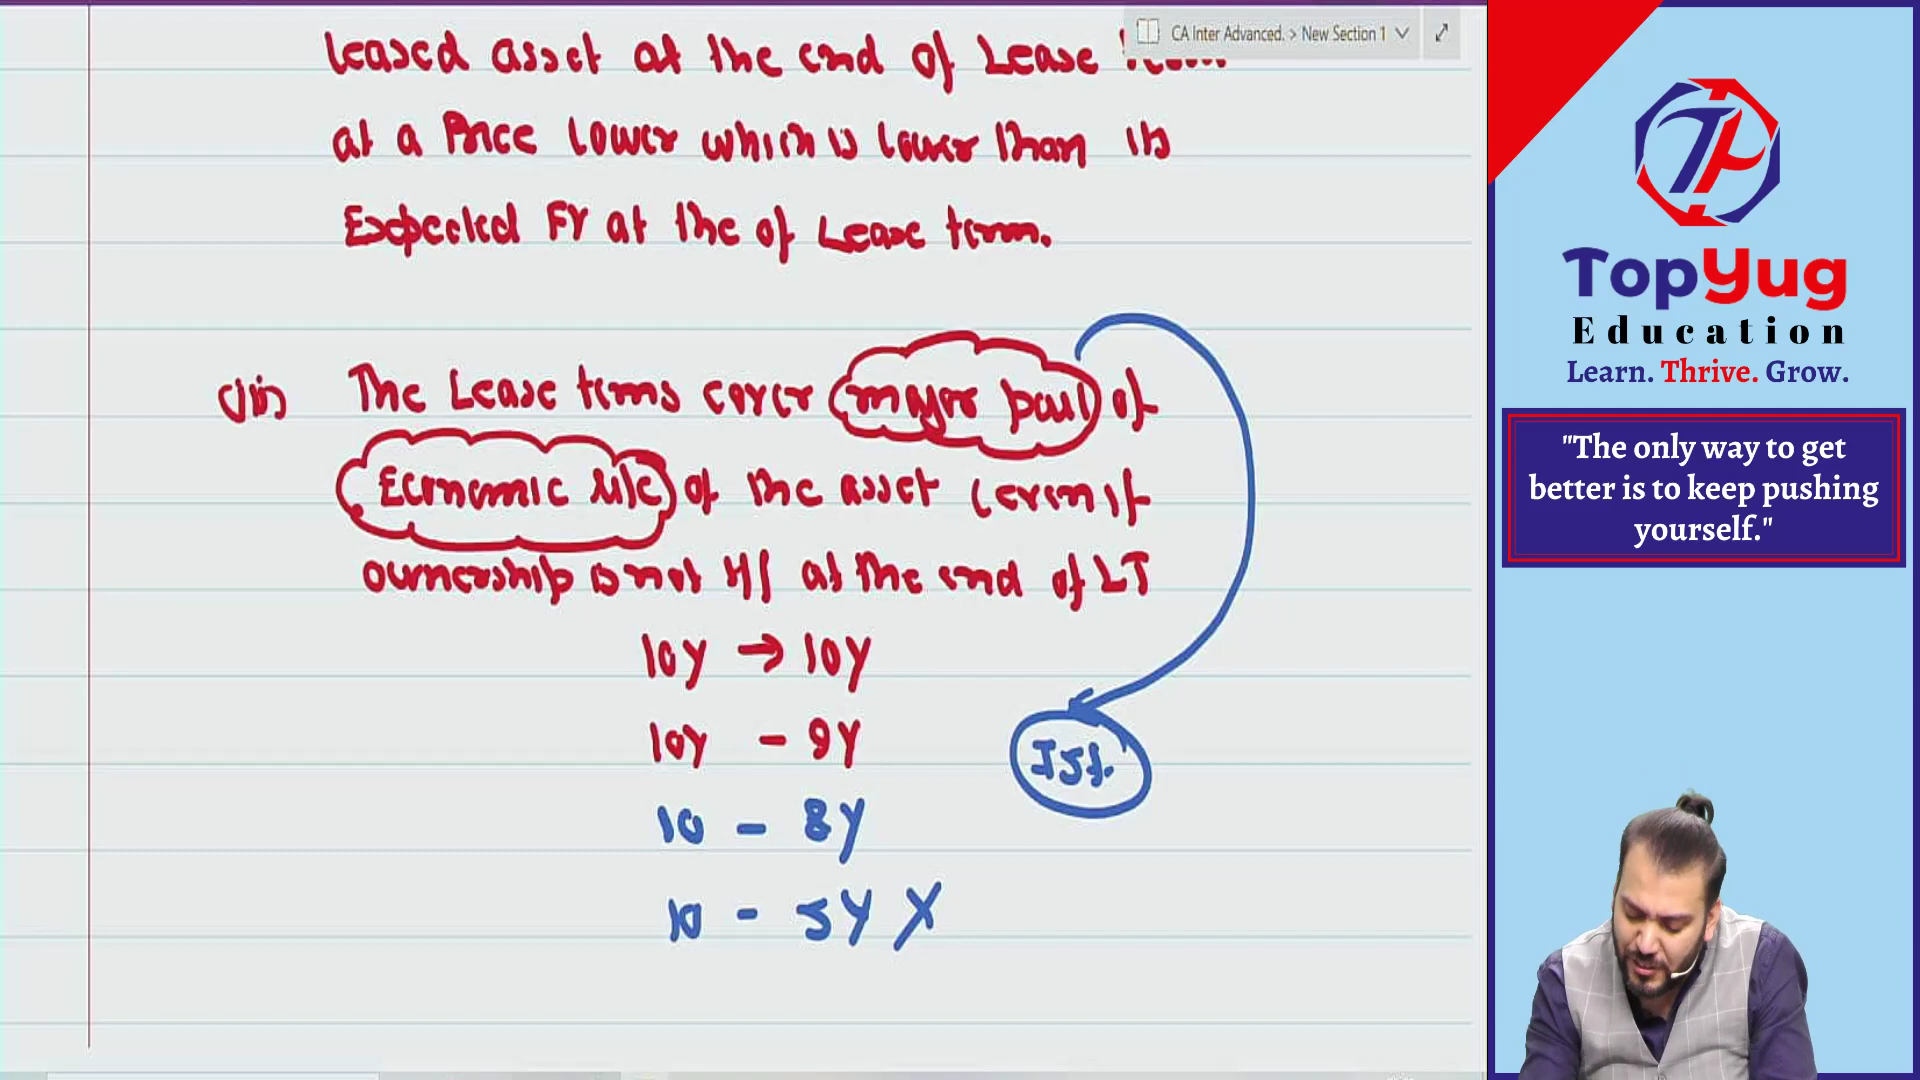 leased asset at the end of Lease
CA Inter Advanced. > New Section 1
at a Price lower which is lower than its
Expected FV at the of Lease term.
(iii) The Lease terms cover major part of
Economic life of the asset (even if
ownership is not t/f at the end of LT
10Y → 10Y
10Y - 9Y
10 - 8Y
10 - 5Y X
TopYug
Education
Learn. Thrive. Grow.
"The only way to get
better is to keep pushing
yourself."